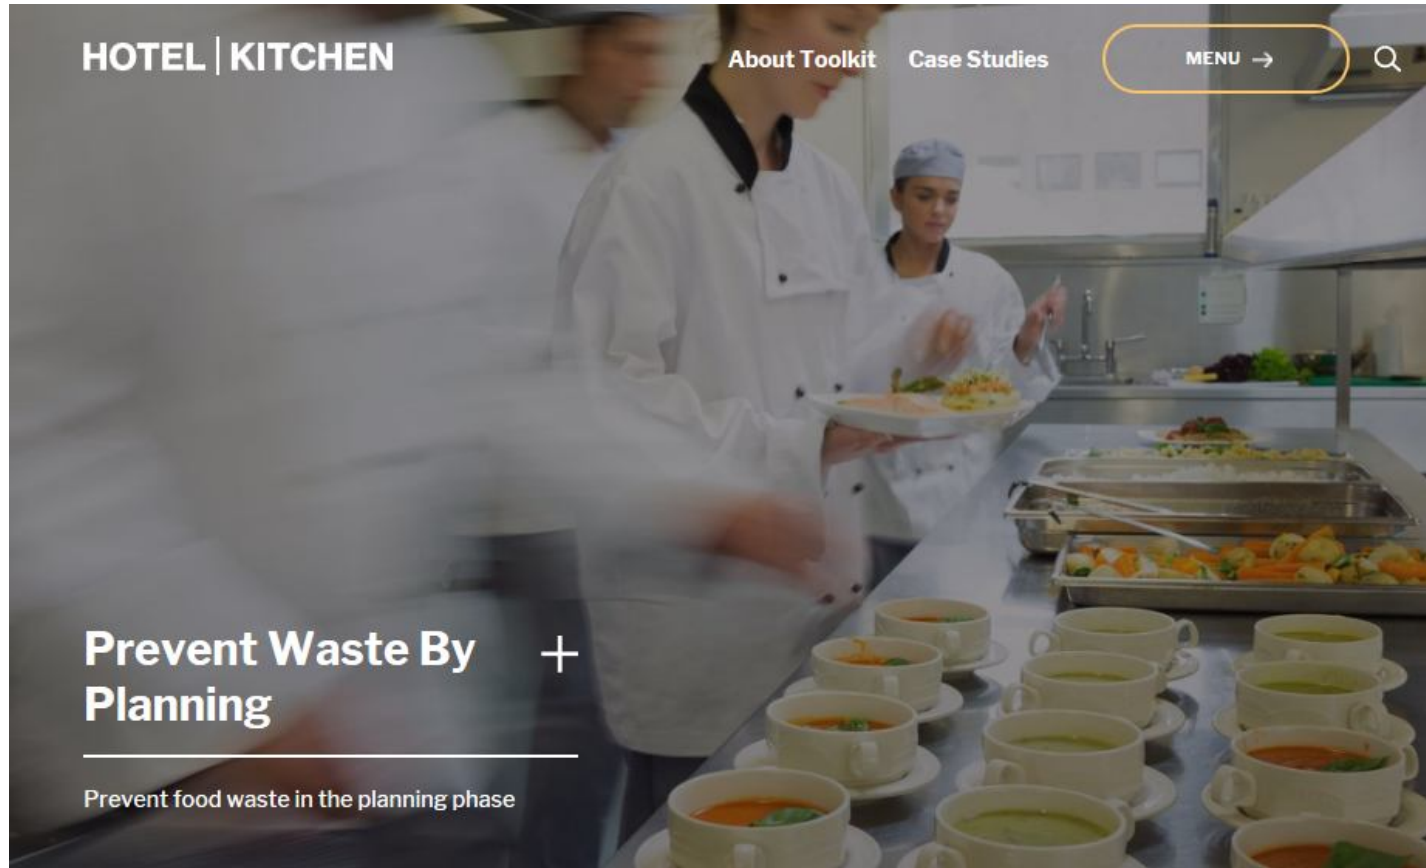 HOTEL | KITCHEN
About Toolkit
Case Studies
MENU →
Prevent Waste By
Planning
Prevent food waste in the planning phase